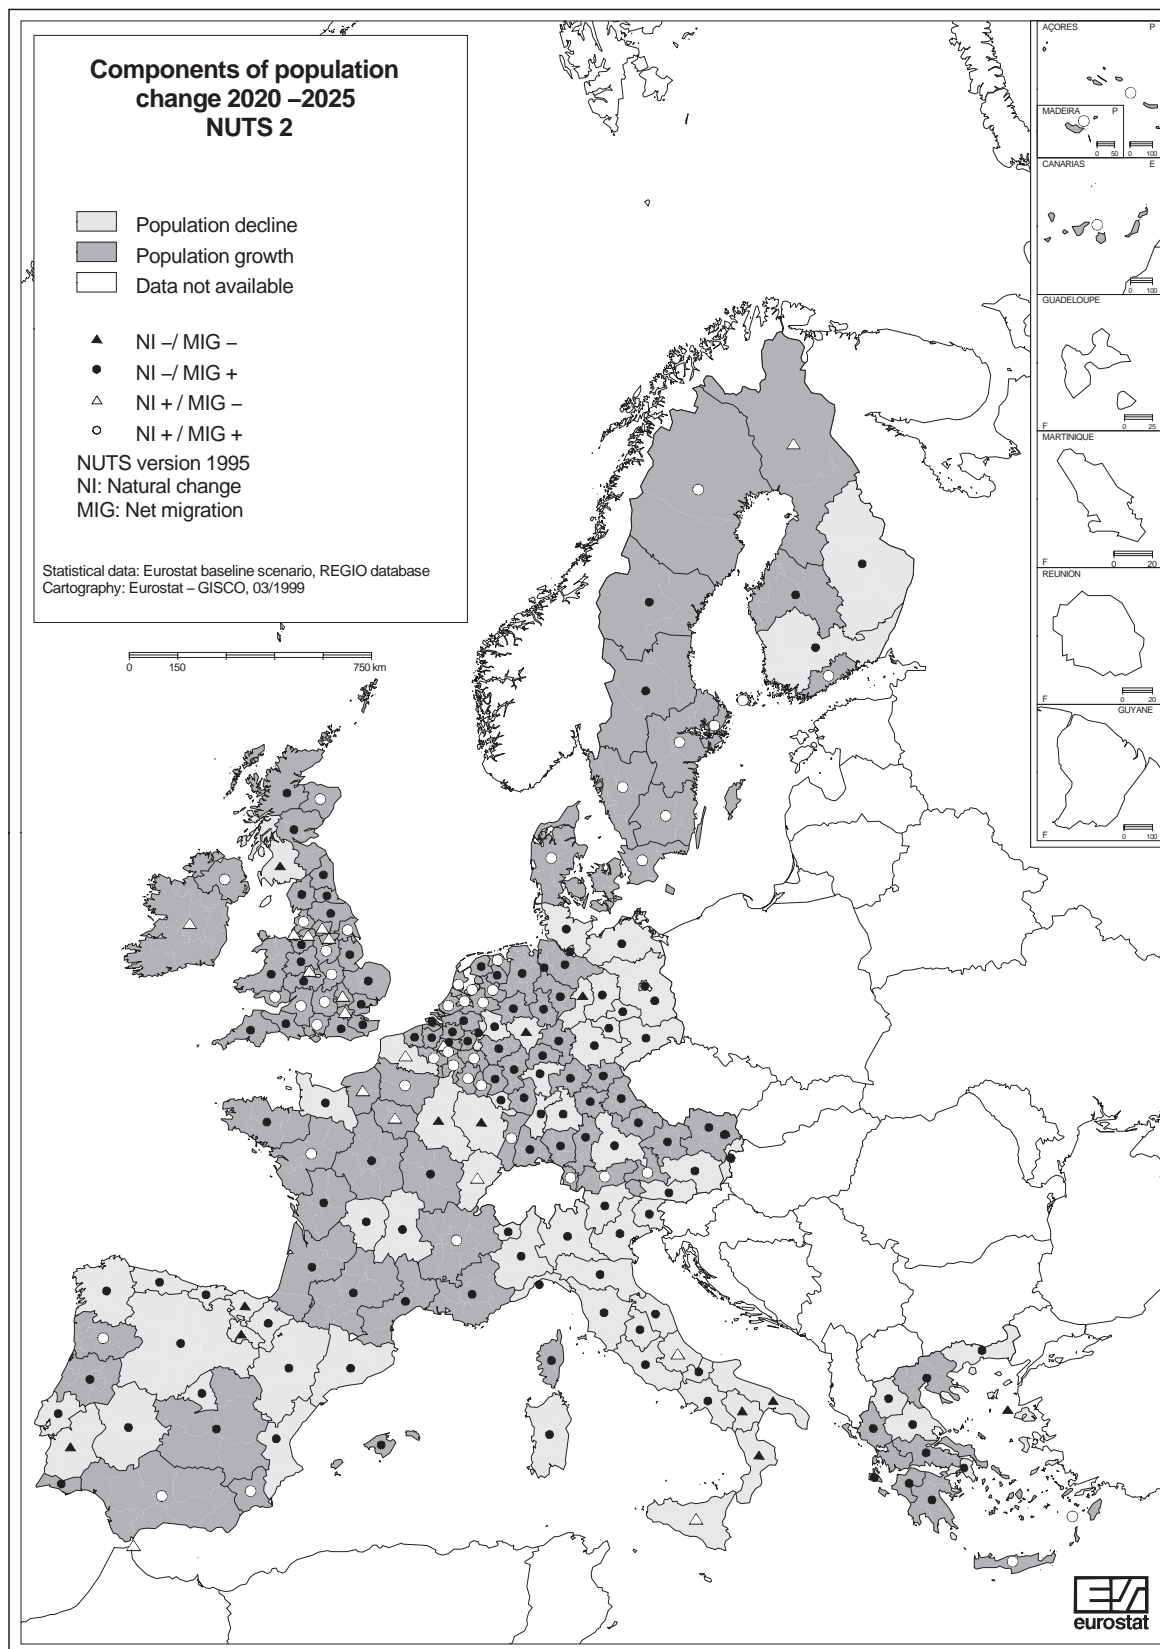 Components of population
change 2020 –2025
NUTS 2
Population decline
Population growth
Data not available
NI –/ MIG –
NI –/ MIG +
NI + / MIG –
NI + / MIG +
NUTS version 1995
NI: Natural change
MIG: Net migration
Statistical data: Eurostat baseline scenario, REGIO database
Cartography: Eurostat – GISCO, 03/1999
0 150 750 km
AÇORES P
MADEIRA P
0 50 0 100
CANARIAS E
0 100
GUADELOUPE
F 0 25
MARTINIQUE
F 0 20
REUNION
F 0 20
GUYANE
F 0 100
eurostat